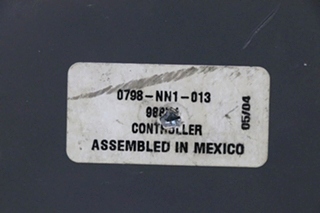 0798-NN1-013
CONTROLLER
ASSEMBLED IN MEXICO
05/04